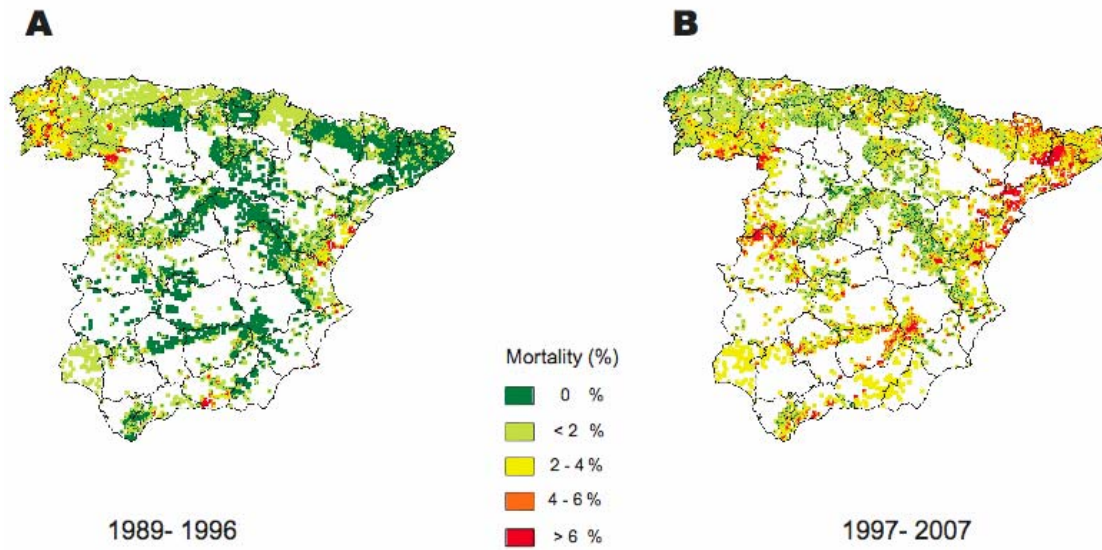 A
B
Mortality (%)
0 %
< 2 %
2 - 4 %
4 - 6 %
> 6 %
1989- 1996
1997- 2007